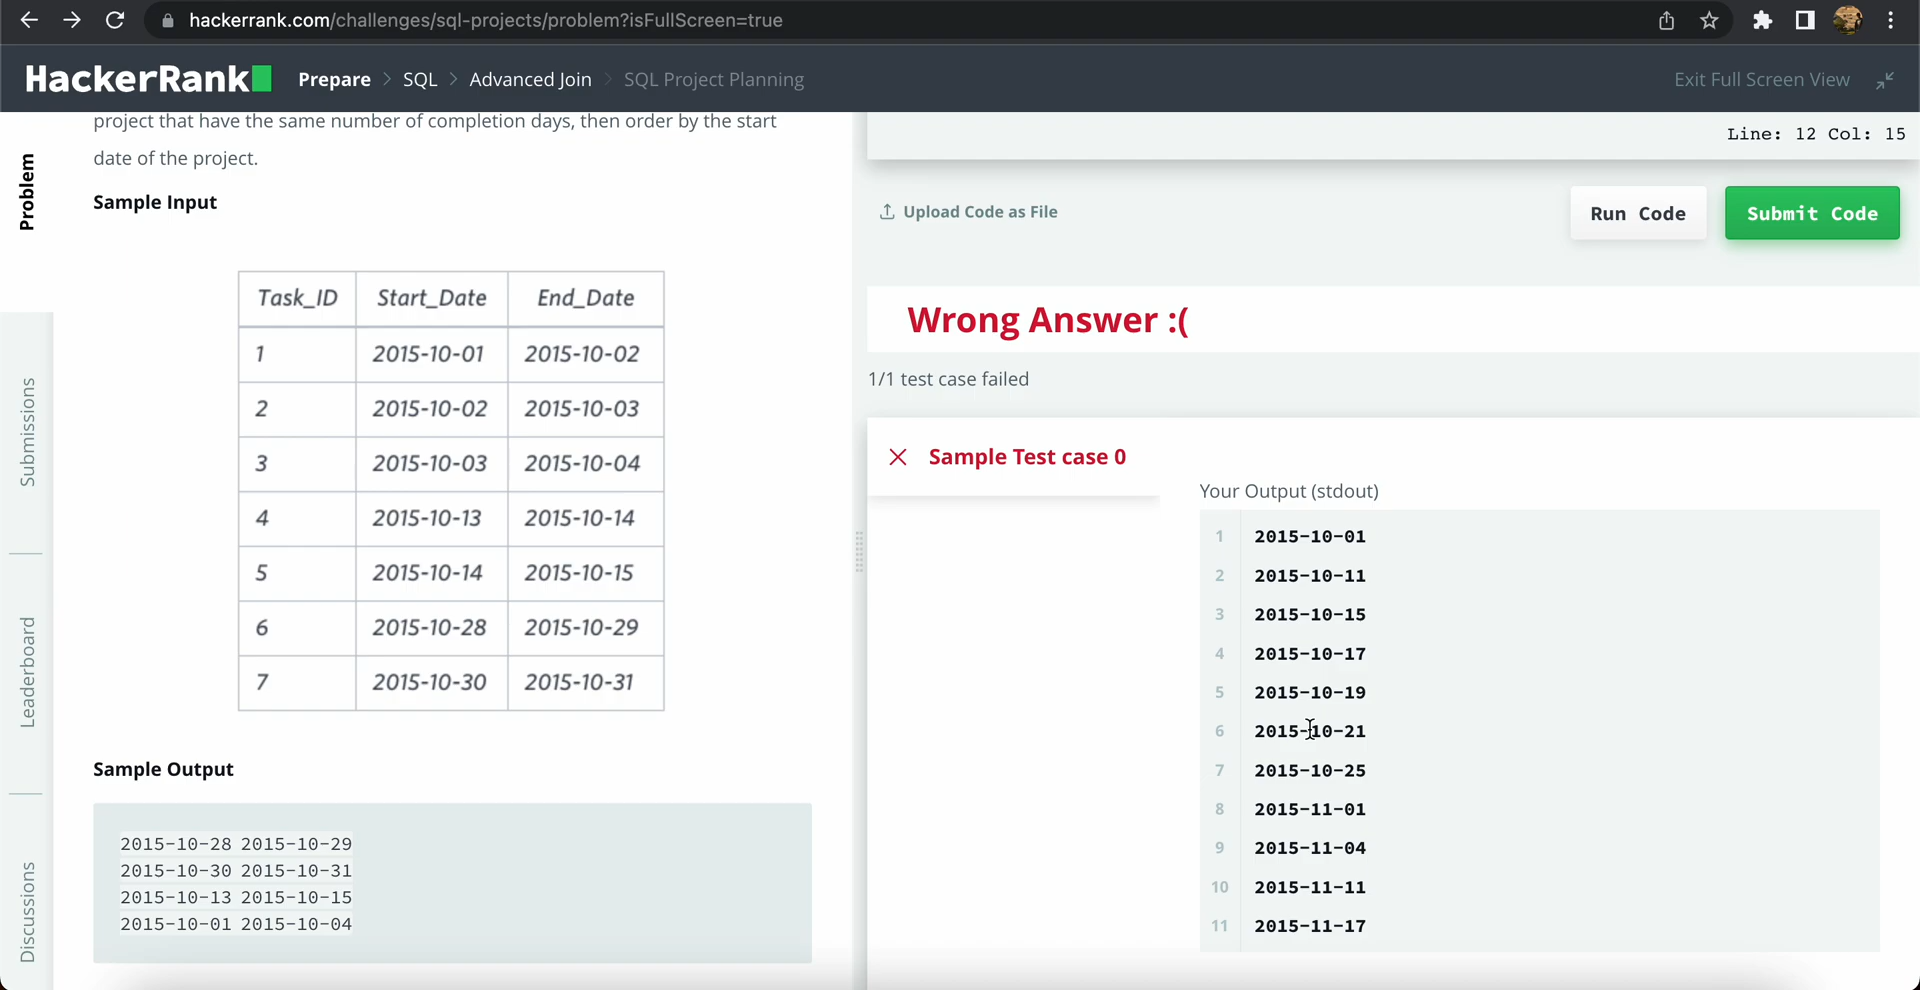 hackerrank.com/challenges/sql-projects/problem?isFullScreen=true
HackerRank
Prepare > SQL > Advanced Join > SQL Project Planning
Exit Full Screen View
Problem
Submissions
Leaderboard
Discussions
project that have the same number of completion days, then order by the start
date of the project.
Sample Input
Task_ID Start_Date End_Date
1 2015-10-01 2015-10-02
2 2015-10-02 2015-10-03
3 2015-10-03 2015-10-04
4 2015-10-13 2015-10-14
5 2015-10-14 2015-10-15
6 2015-10-28 2015-10-29
7 2015-10-30 2015-10-31
Sample Output
2015-10-28 2015-10-29
2015-10-30 2015-10-31
2015-10-13 2015-10-15
2015-10-01 2015-10-04
Line: 12 Col: 15
Upload Code as File
Run Code
Submit Code
Wrong Answer :(
1/1 test case failed
Sample Test case 0
Your Output (stdout)
1 2015-10-01
2 2015-10-11
3 2015-10-15
4 2015-10-17
5 2015-10-19
6 2015-10-21
7 2015-10-25
8 2015-11-01
9 2015-11-04
10 2015-11-11
11 2015-11-17